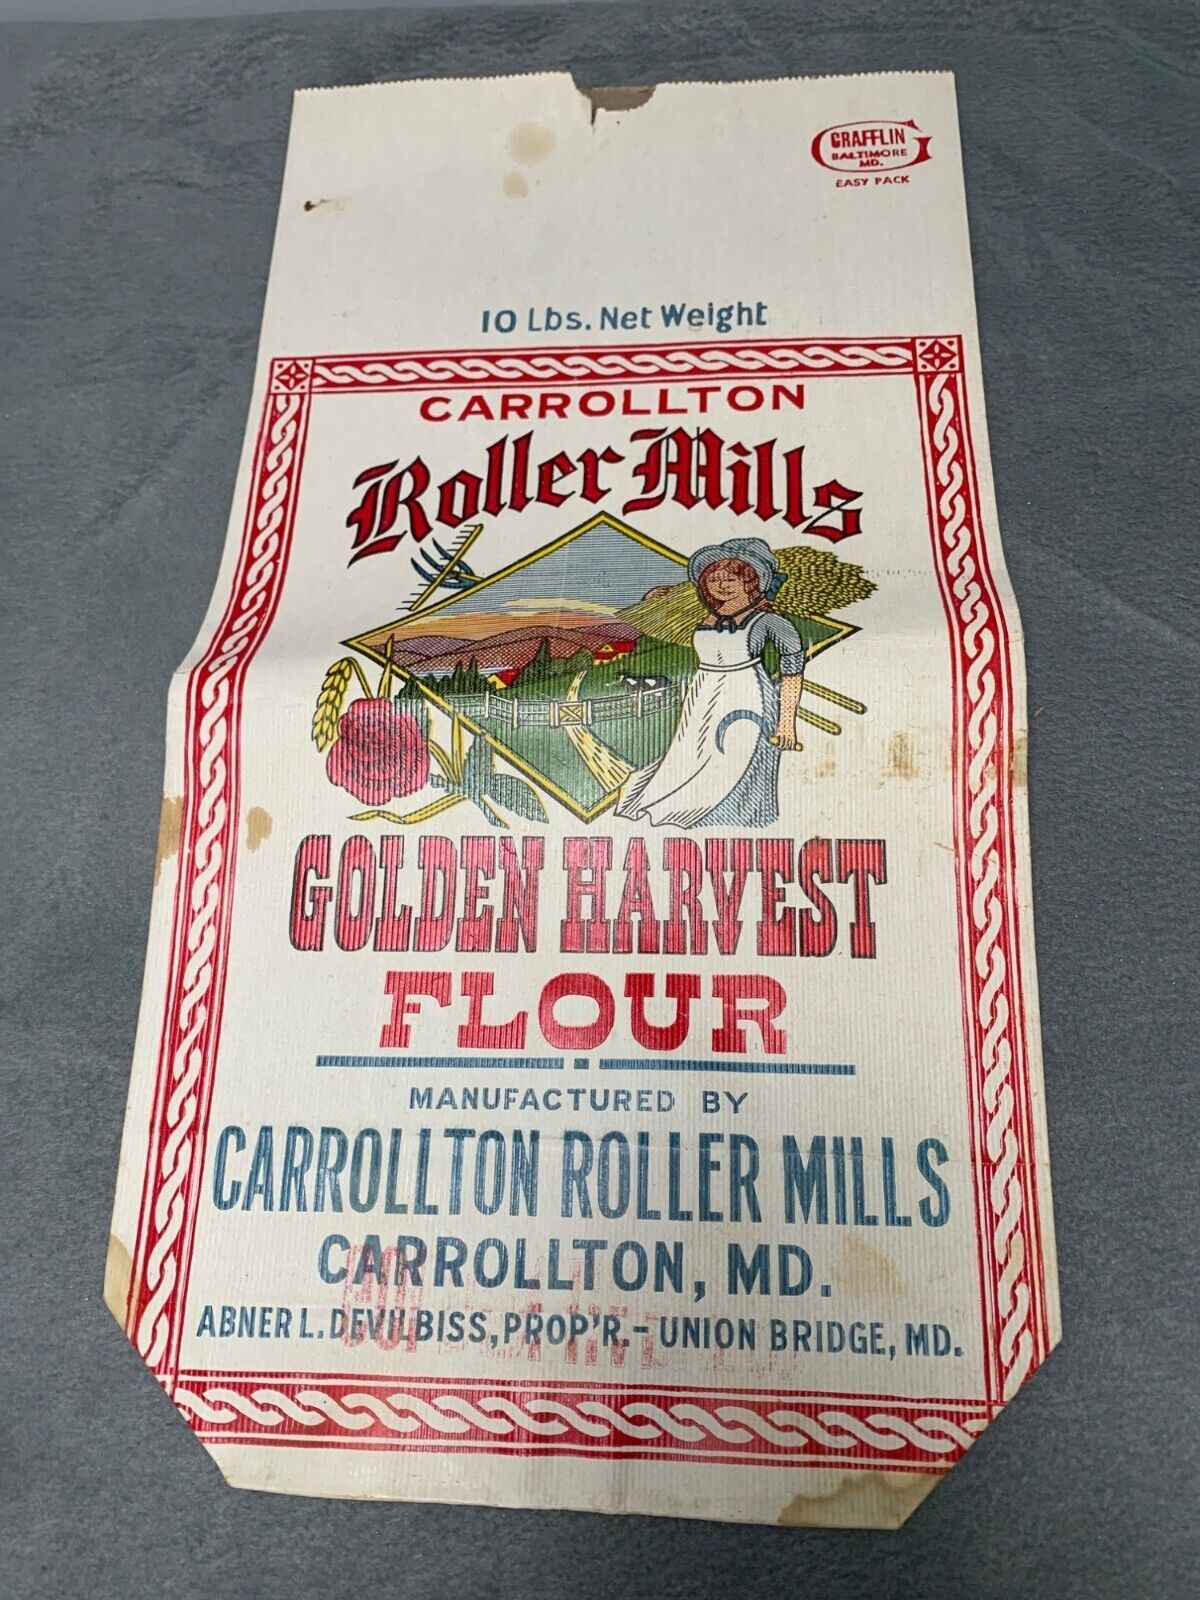 GRAFFLIN
BALTIMORE
MD.
EASY PACK
10 Lbs. Net Weight
CARROLLTON
Roller Mills
GOLDEN HARVEST
FLOUR
MANUFACTURED BY
CARROLLTON ROLLER MILLS
CARROLLTON, MD.
ABNER L. DEVILBISS, PROP'R. - UNION BRIDGE, MD.